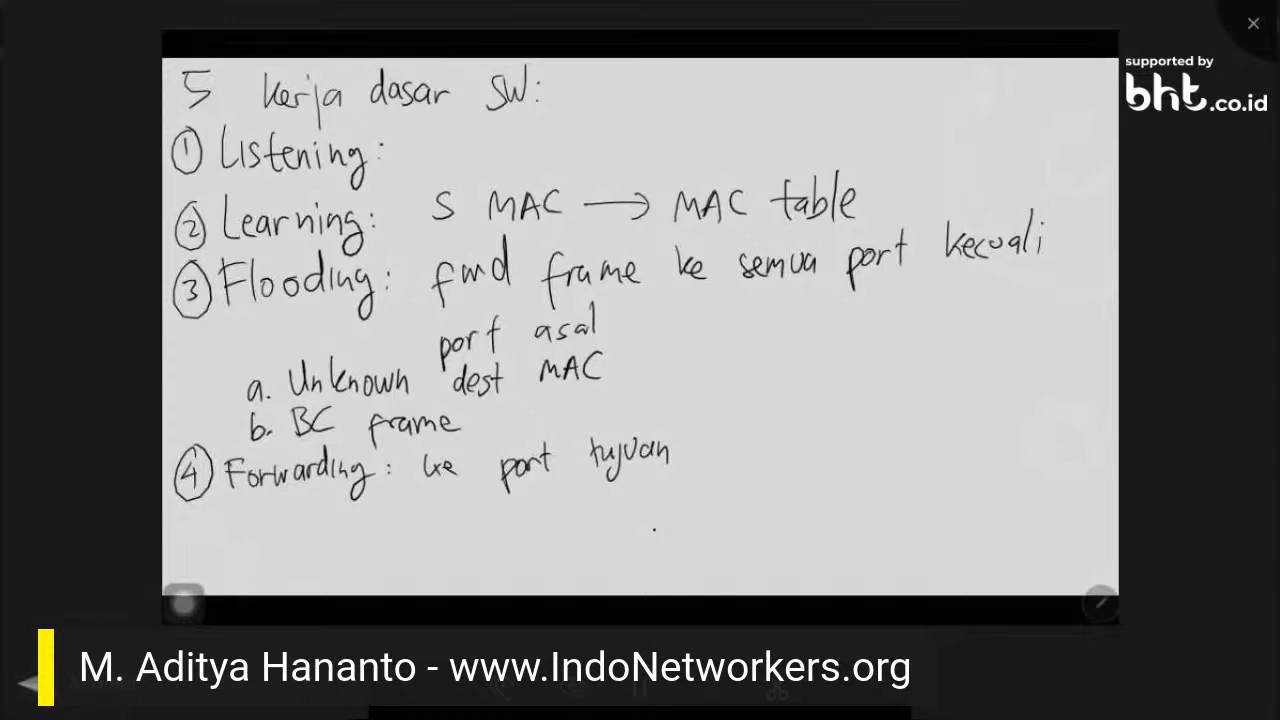 supported by
bht.co.id
5 kerja dasar SW:
① Listening:
② Learning: S MAC → MAC table
③ Flooding: fwd frame ke semua port kecuali
port asal
a. Unknown dest MAC
b. BC frame
④ Forwarding: ke port tujuan
M. Aditya Hananto - www.IndoNetworkers.org